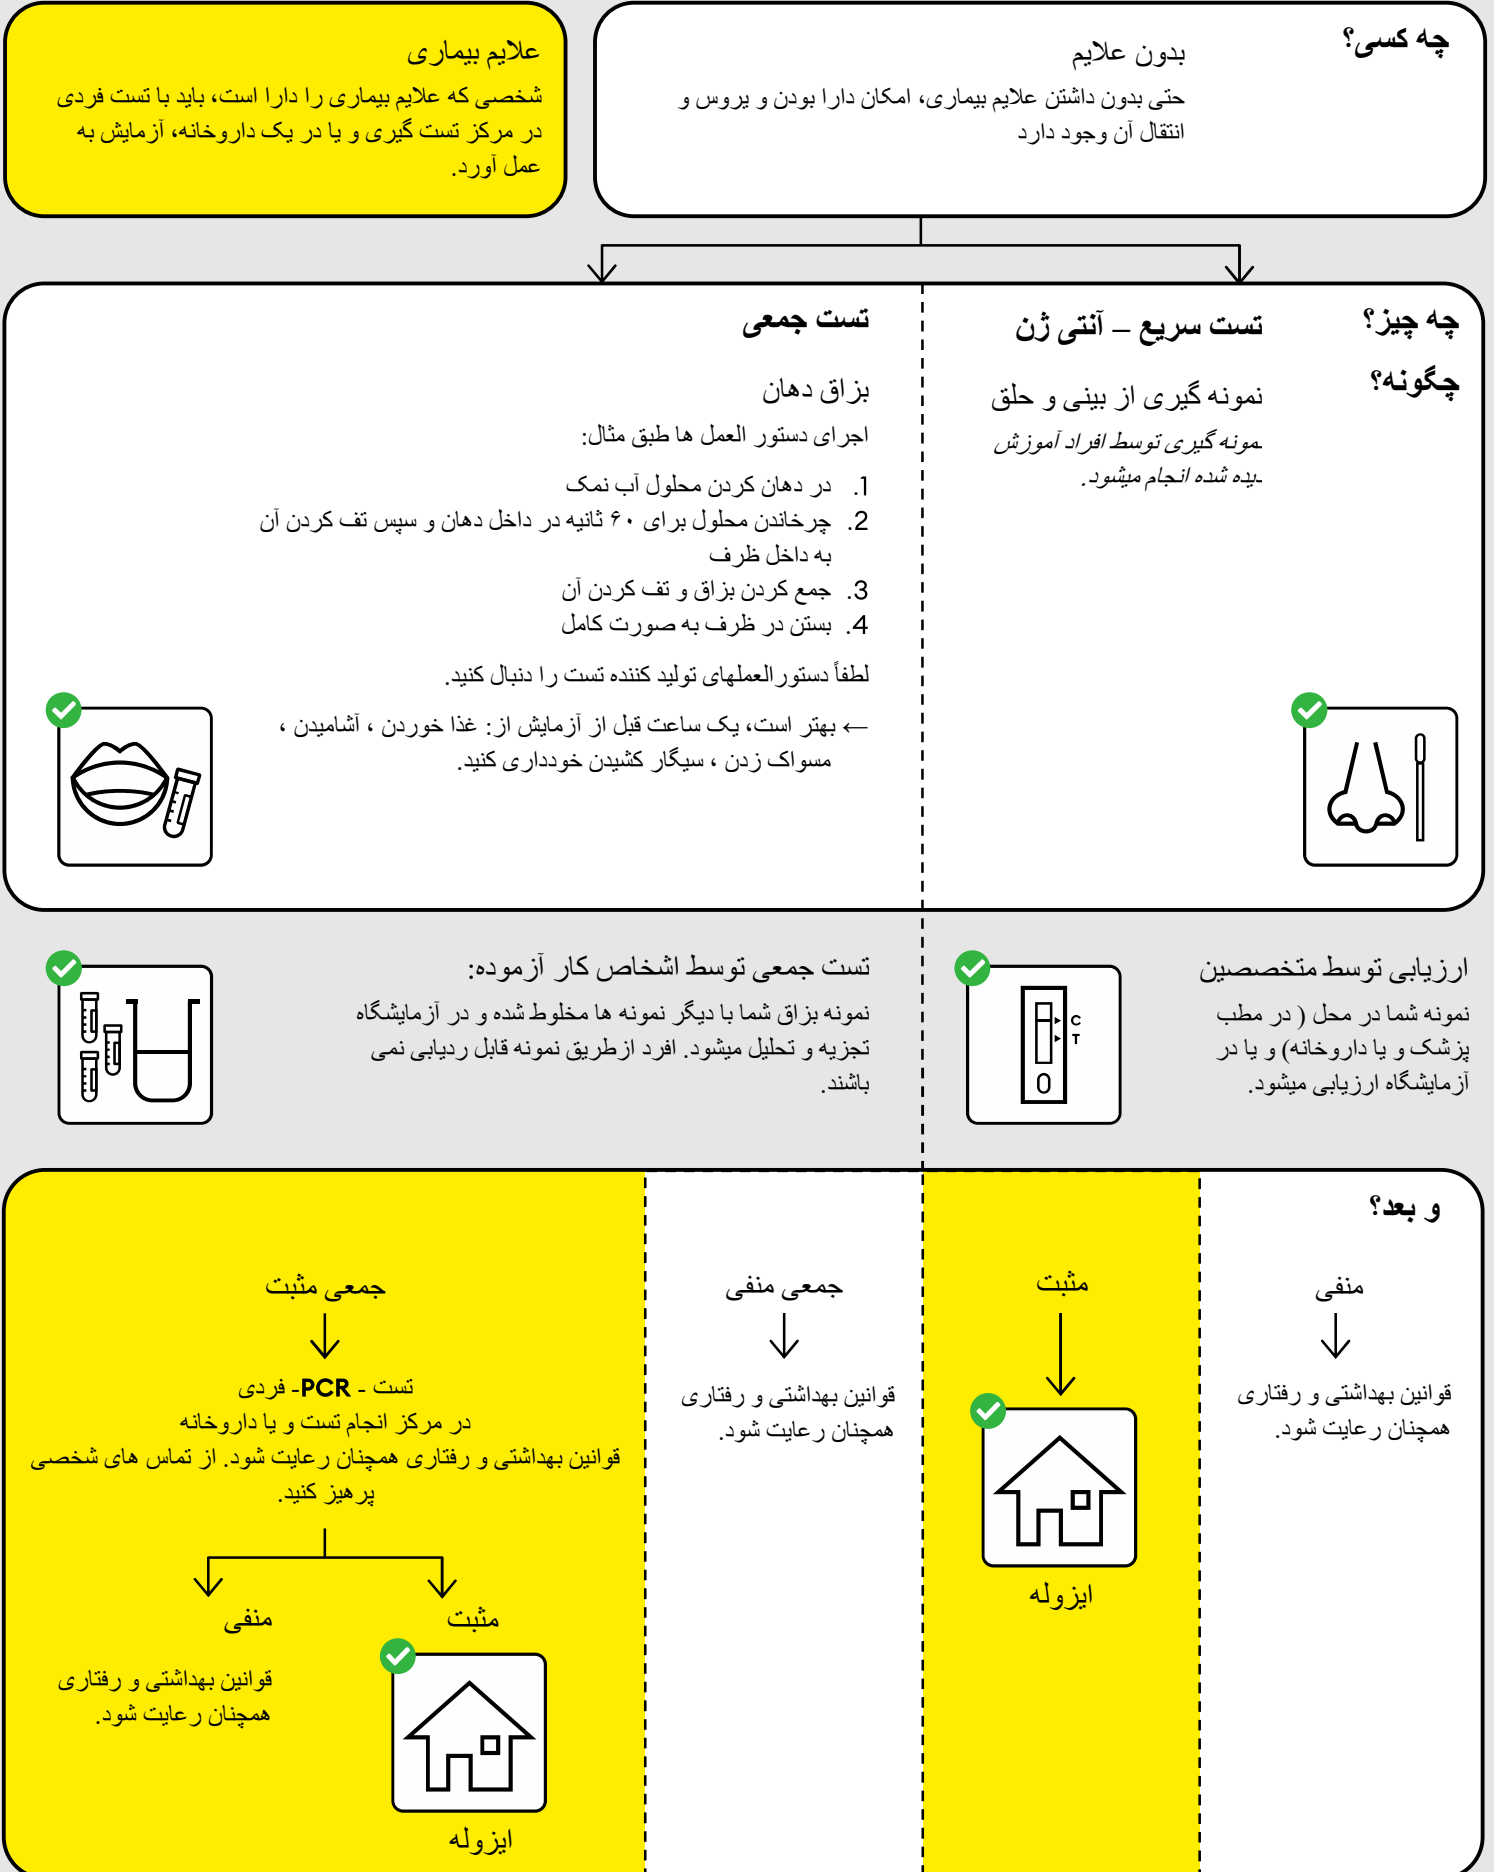 چه کسی؟
بدون علایم
حتی بدون داشتن علایم بیماری، امکان دارا بودن و یروس و
انتقال آن وجود دارد
علایم بیماری
شخصی که علایم بیماری را دارا است، باید با تست فردی
در مرکز تست گیری و یا در یک داروخانه، آزمایش به
عمل آورد.
چه چیز؟
چگونه؟
تست سریع – آنتی ژن
نمونه گیری از بینی و حلق
ـمونه گیری توسط افراد آموزش
ـیده شده انجام میشود.
تست جمعی
بزاق دهان
اجرای دستور العمل ها طبق مثال:
1. در دهان کردن محلول آب نمک
2. چرخاندن محلول برای ۶۰ ثانیه در داخل دهان و سپس تف کردن آن
به داخل ظرف
3. جمع کردن بزاق و تف کردن آن
4. بستن در ظرف به صورت کامل
لطفاً دستورالعملهای تولید کننده تست را دنبال کنید.
← بهتر است، یک ساعت قبل از آزمایش از: غذا خوردن ، آشامیدن ،
مسواک زدن ، سیگار کشیدن خودداری کنید.
ارزیابی توسط متخصصین
نمونه شما در محل ( در مطب
پزشک و یا داروخانه) و یا در
آزمایشگاه ارزیابی میشود.
C
T
تست جمعی توسط اشخاص کار آزموده:
نمونه بزاق شما با دیگر نمونه ها مخلوط شده و در آزمایشگاه
تجزیه و تحلیل میشود. افرد ازطریق نمونه قابل ردیابی نمی
باشند.
و بعد؟
منفی
قوانین بهداشتی و رفتاری
همچنان رعایت شود.
مثبت
ایزوله
جمعی منفی
قوانین بهداشتی و رفتاری
همچنان رعایت شود.
جمعی مثبت
تست - PCR- فردی
در مرکز انجام تست و یا داروخانه
قوانین بهداشتی و رفتاری همچنان رعایت شود. از تماس های شخصی
پرهیز کنید.
مثبت
ایزوله
منفی
قوانین بهداشتی و رفتاری
همچنان رعایت شود.